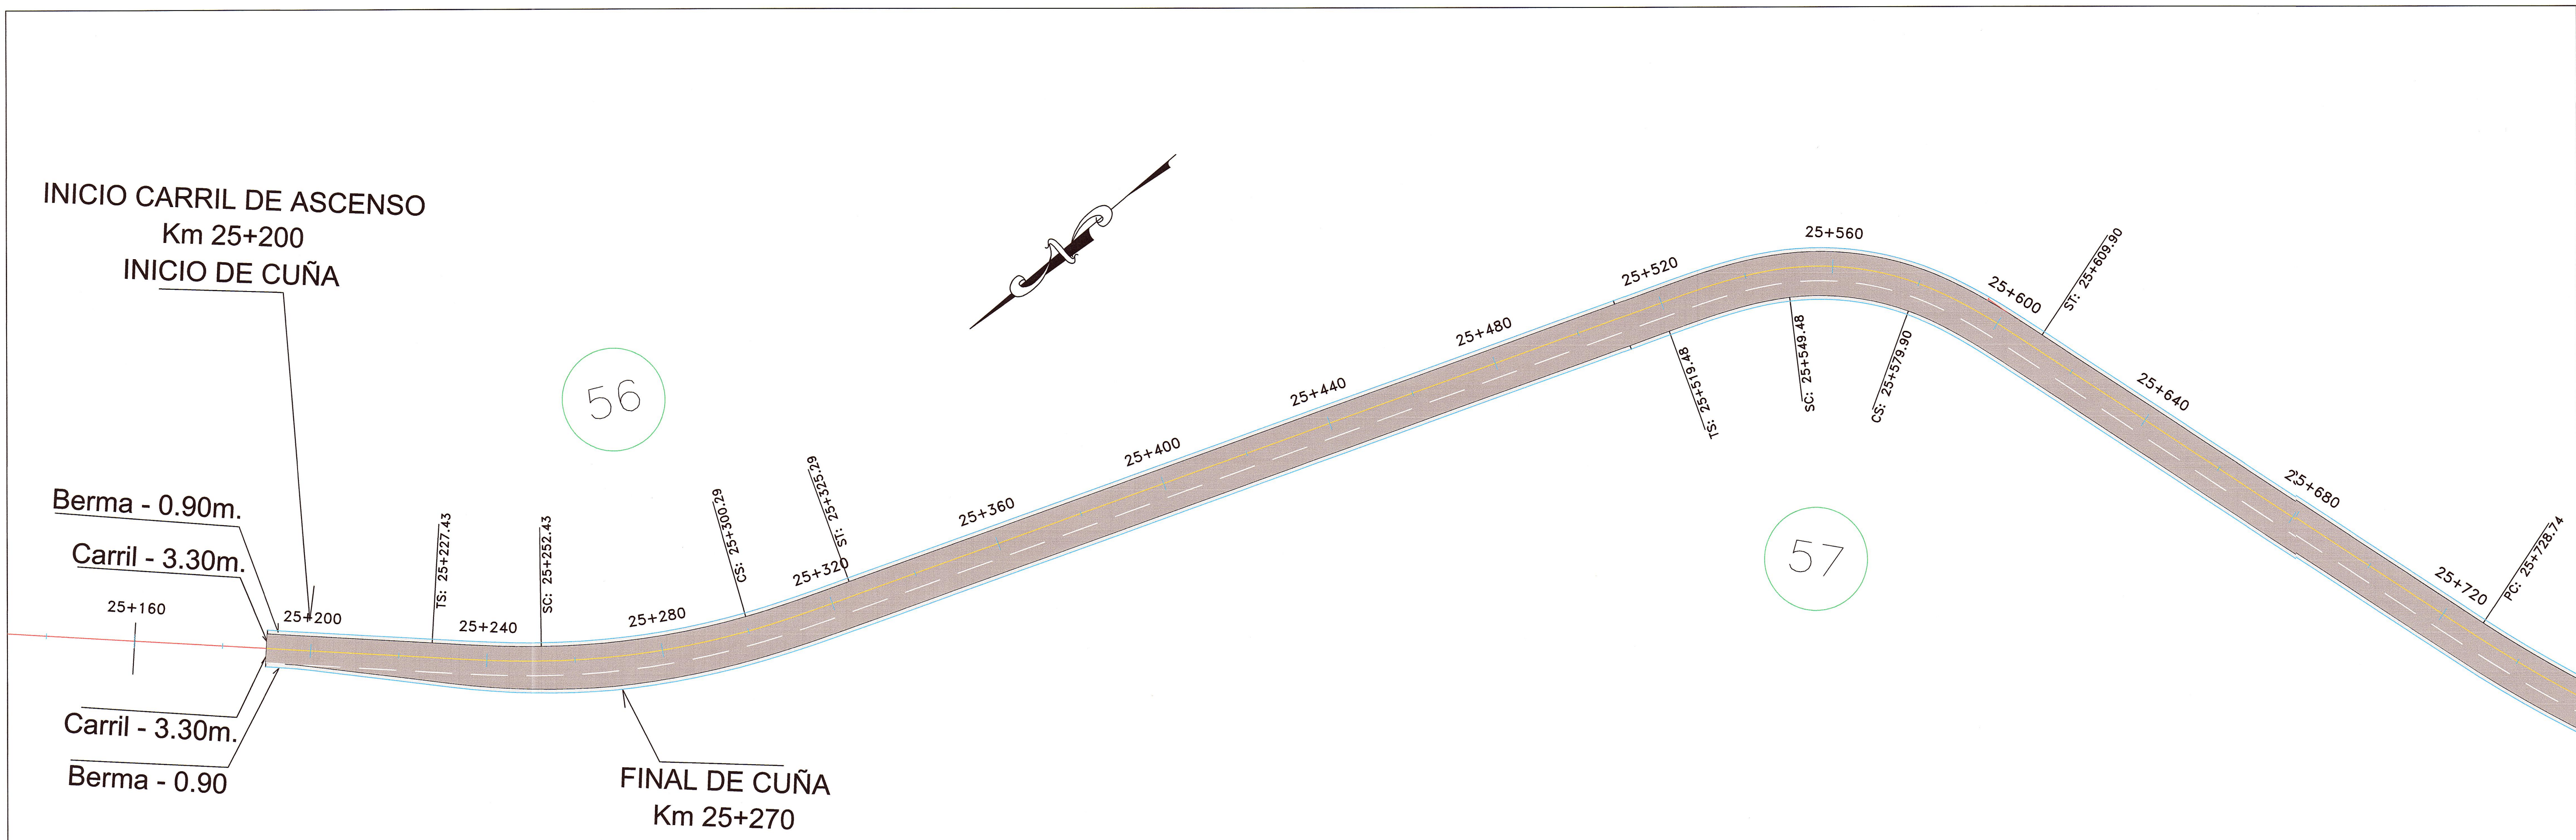 INICIO CARRIL DE ASCENSO
Km 25+200
INICIO DE CUÑA
Berma - 0.90m.
Carril - 3.30m.
25+160
25+200
Carril - 3.30m.
Berma - 0.90
TS: 25+227.43
25+240
SC: 25+252.43
FINAL DE CUÑA
Km 25+270
25+280
56
CS: 25+300.29
25+320
ST: 25+325.29
25+360
25+400
25+440
25+480
25+520
TS: 25+519.48
SC: 25+549.48
25+560
CS: 25+579.90
57
25+600
ST: 25+609.90
25+640
25+680
25+720
PC: 25+728.74